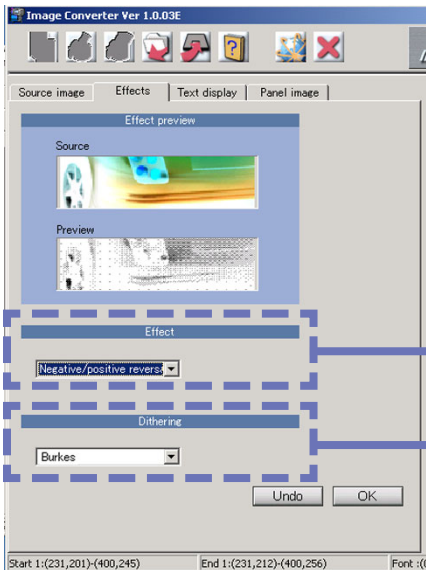 Image Converter Ver 1.0.03E
Source image Effects Text display Panel image
Effect preview
Source
Preview
Effect
Negative/positive revers
Dithering
Burkes
Undo OK
Start 1:(231,201)-(400,245) End 1:(231,212)-(400,256) Font :(